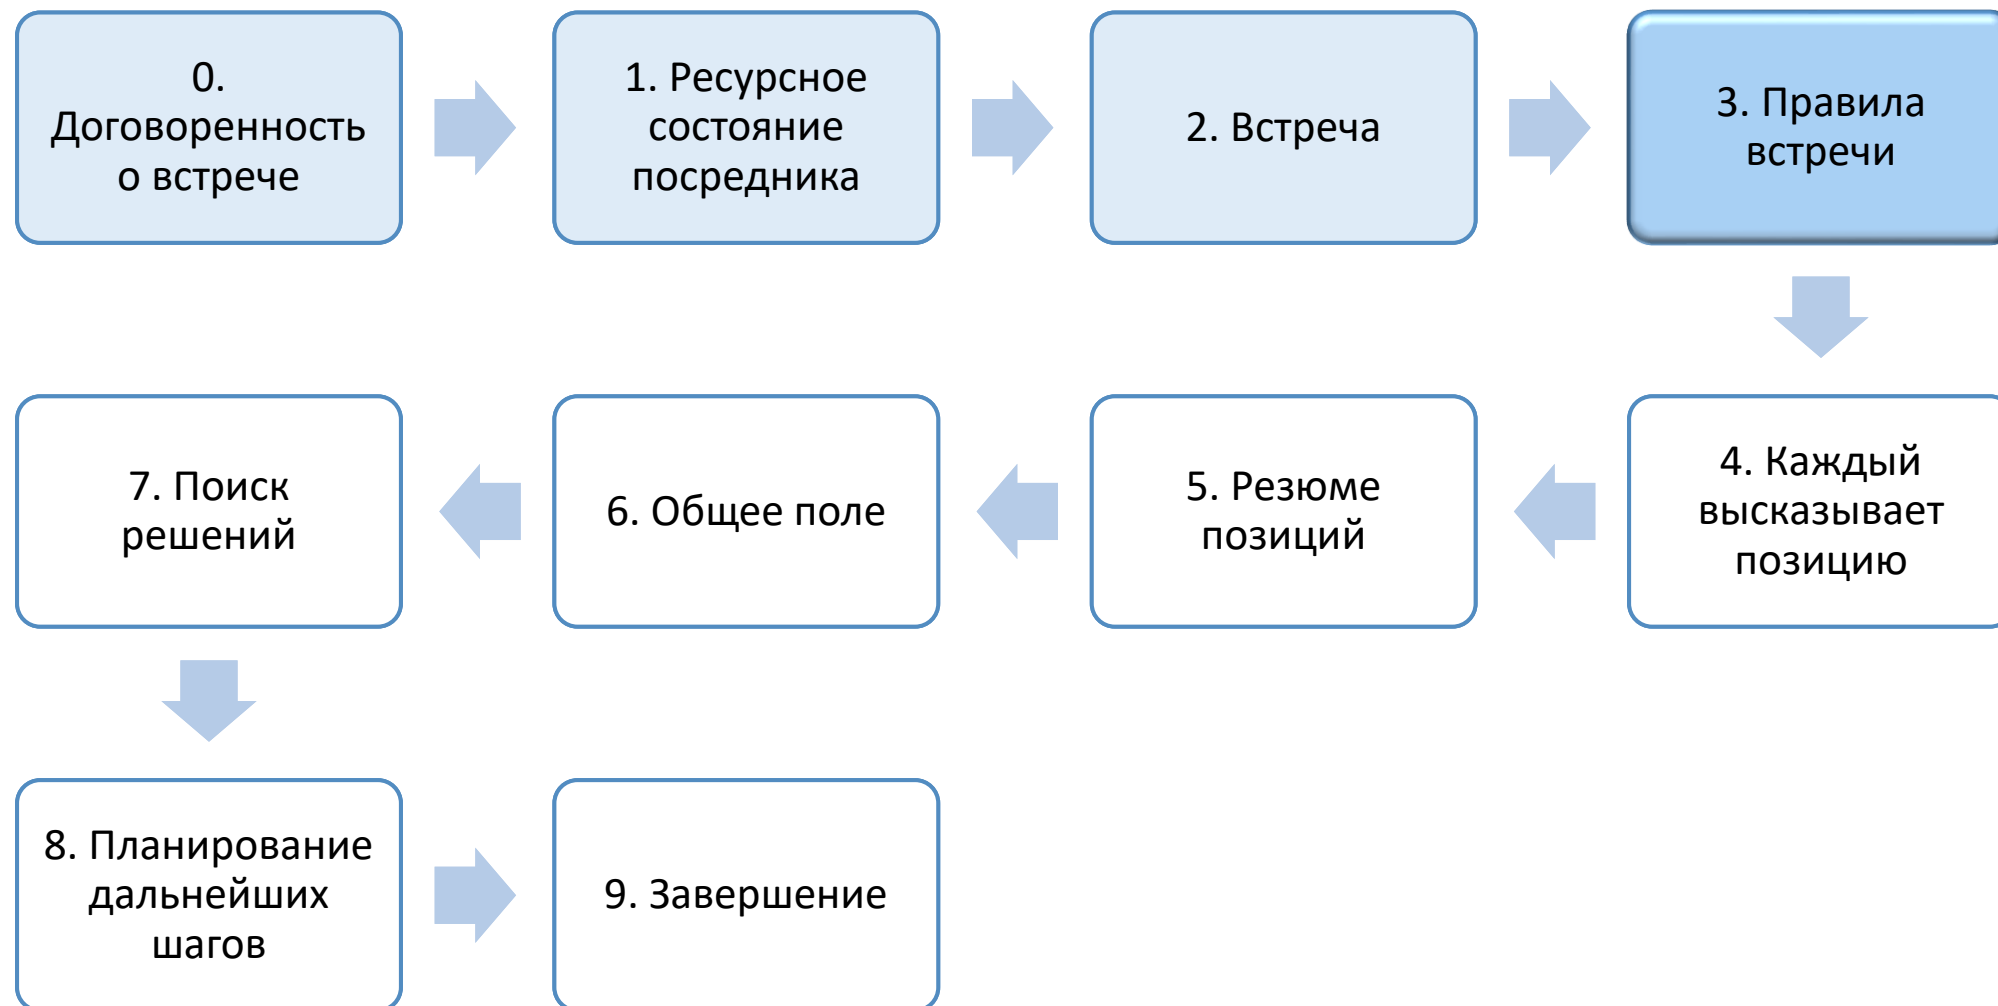 0.
Договоренность
о встрече
1. Ресурсное
состояние
посредника
2. Встреча
3. Правила
встречи
4. Каждый
высказывает
позицию
5. Резюме
позиций
6. Общее поле
7. Поиск
решений
8. Планирование
дальнейших
шагов
9. Завершение